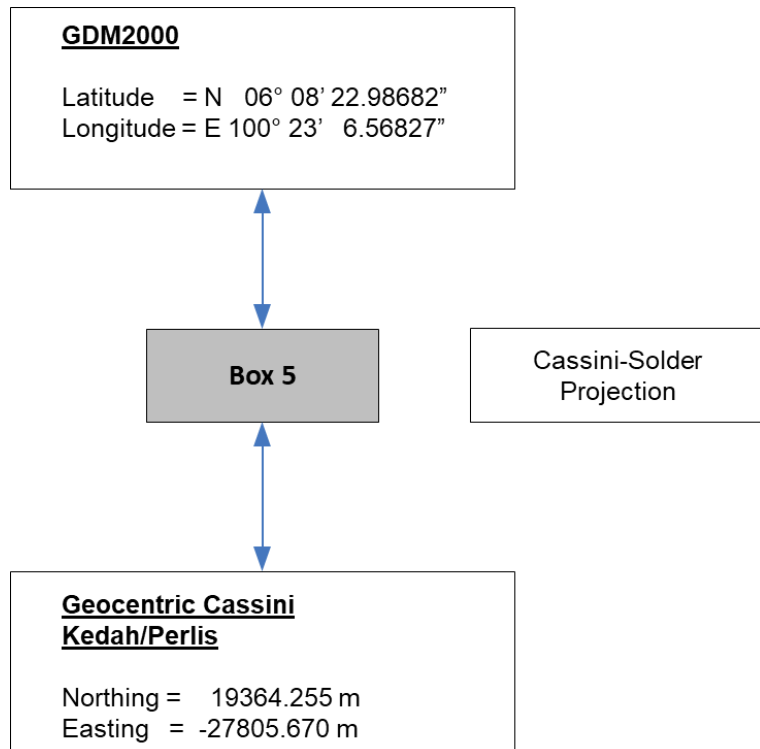 GDM2000
Latitude = N 06° 08’ 22.98682”
Longitude = E 100° 23’ 6.56827”
Box 5
Cassini-Solder
Projection
Geocentric Cassini
Kedah/Perlis
Northing = 19364.255 m
Easting = -27805.670 m